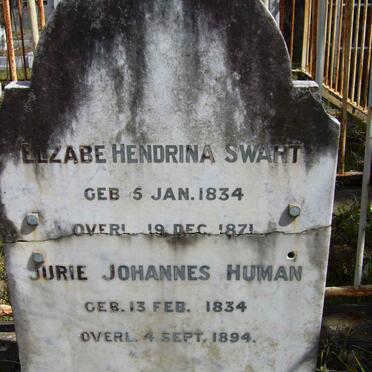 ELZABE HENDRINA SWART
GEB 5 JAN. 1834
OVERL. 19 DEC. 1871.
JURIE JOHANNES HUMAN
GEB. 13 FEB. 1834
OVERL. 4 SEPT. 1894.